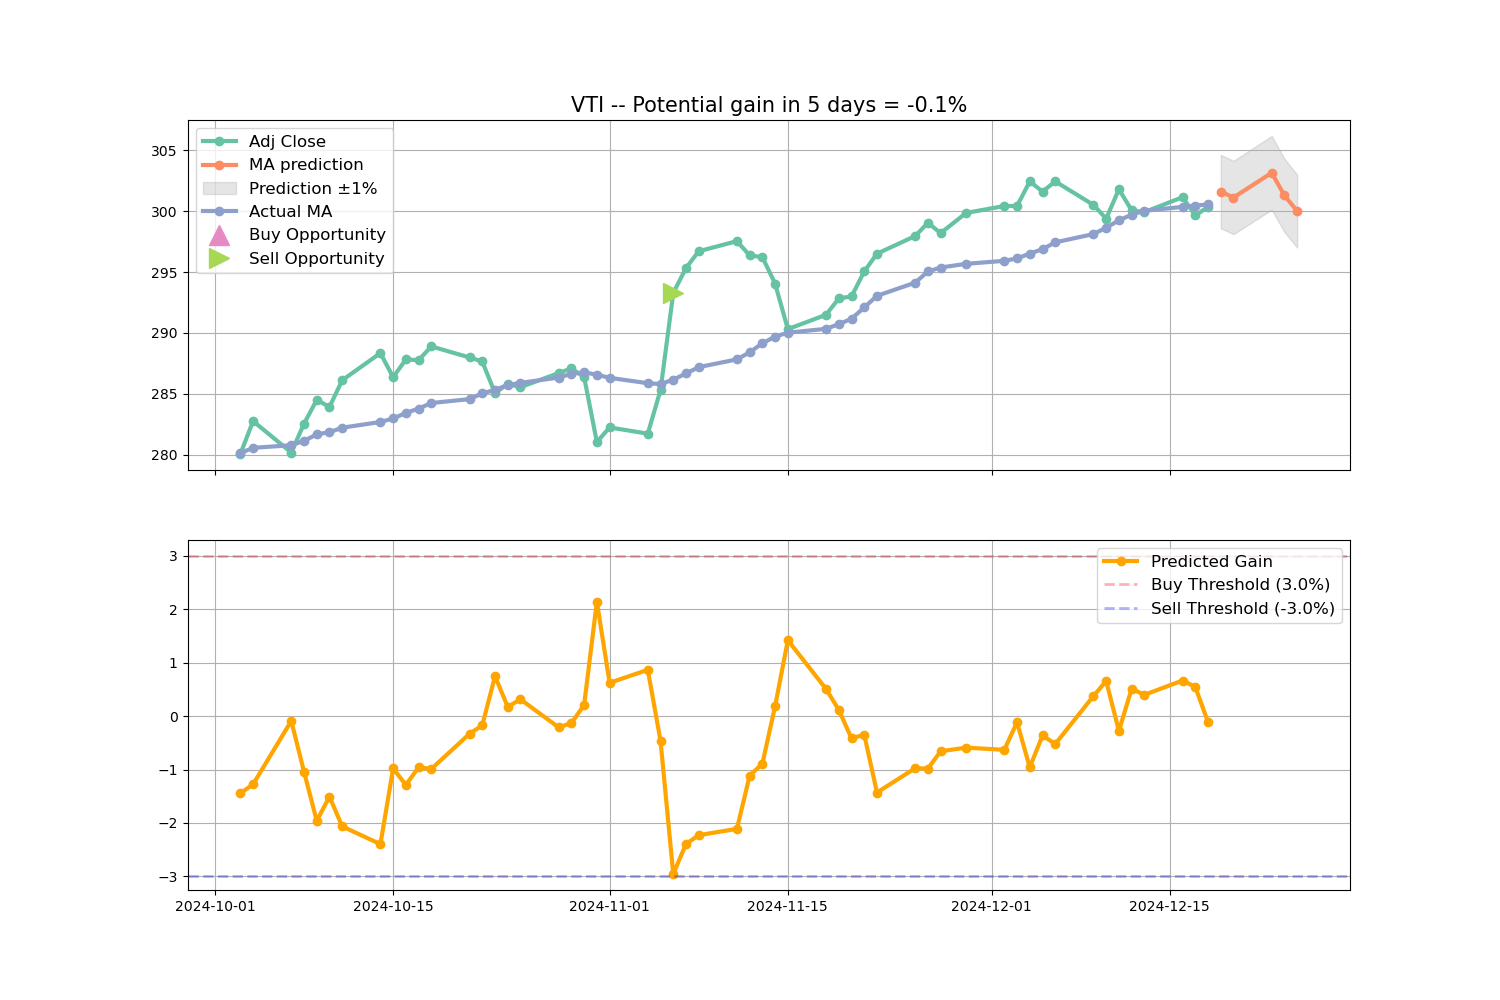 VTI -- Potential gain in 5 days = -0.1%
305
300
295
290
285
280
Adj Close
MA prediction
Prediction ±1%
Actual MA
Buy Opportunity
Sell Opportunity
3
2
1
0
−1
−2
−3
Predicted Gain
Buy Threshold (3.0%)
Sell Threshold (-3.0%)
2024-10-01
2024-10-15
2024-11-01
2024-11-15
2024-12-01
2024-12-15